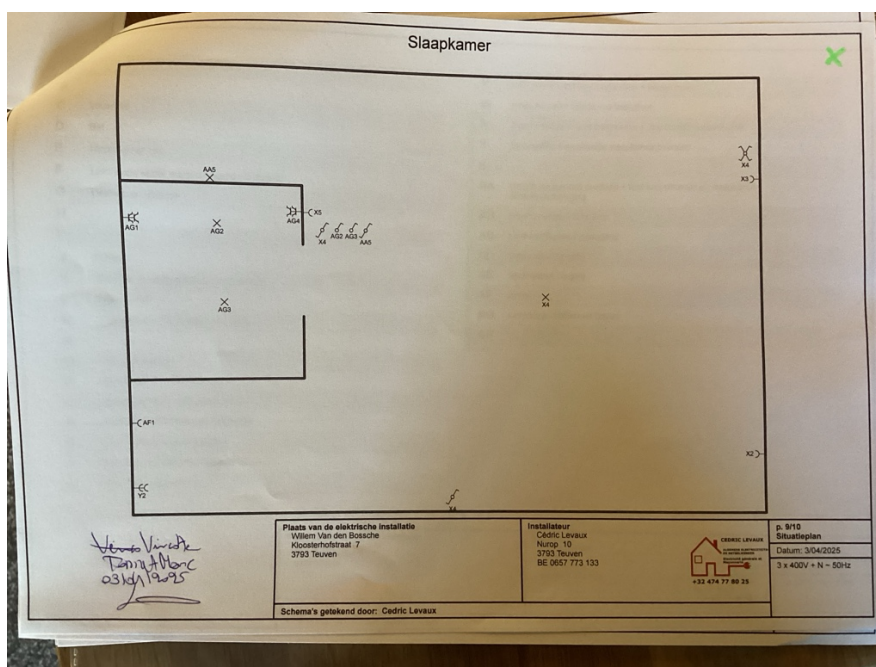 Slaapkamer
AA5
X4
X3
AG1
AG2
AG4
X5
X4
AG2
AG3
AA5
AG3
X4
AF1
X2
Y2
X4
Plaats van de elektrische installatie
Willem Van den Bossche
Kloosterhofstraat 7
3793 Teuven
Installateur
Cédric Levaux
Nurop 10
3793 Teuven
BE 0657 773 133
CEDRIC LEVAUX
+32 474 77 80 25
p. 9/10
Situatieplan
Datum: 3/04/2025
3 x 400V + N ~ 50Hz
Schema's getekend door: Cedric Levaux